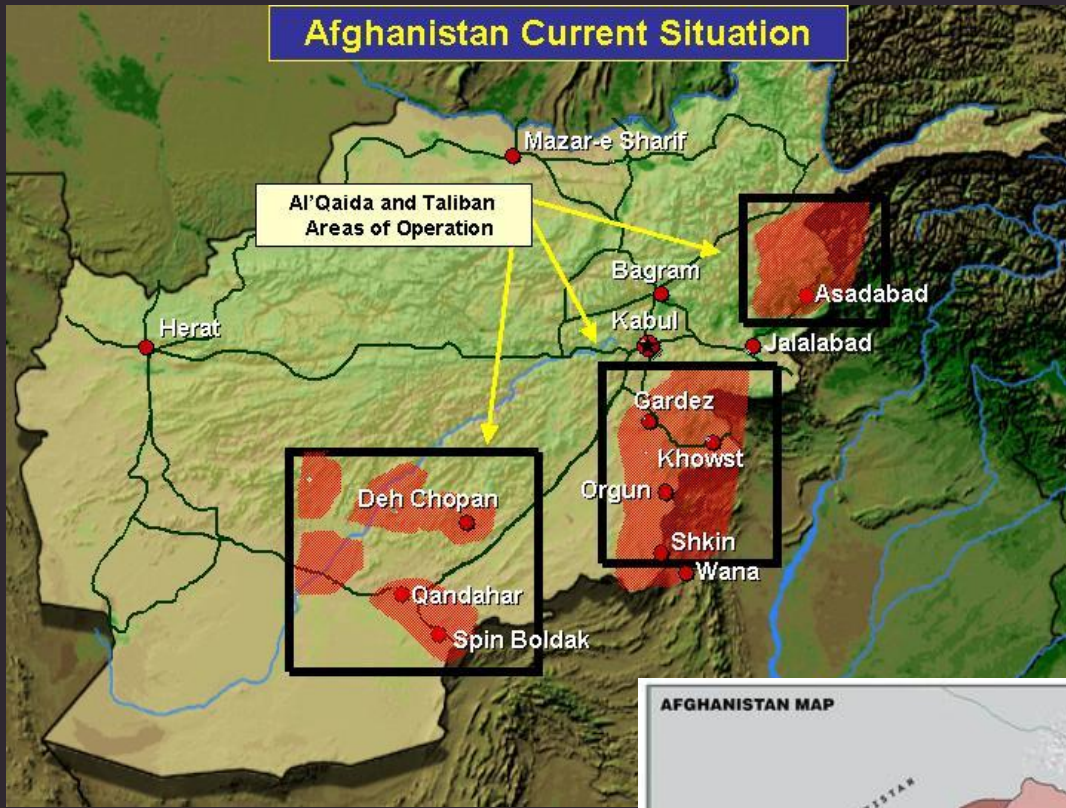 Afghanistan Current Situation
Mazar-e Sharif
Al'Qaida and Taliban
Areas of Operation
Bagram
Asadabad
Kabul
Herat
Jalalabad
Gardez
Khowst
Deh Chopan
Orgun
Shkin
Wana
Qandahar
Spin Boldak
AFGHANISTAN MAP